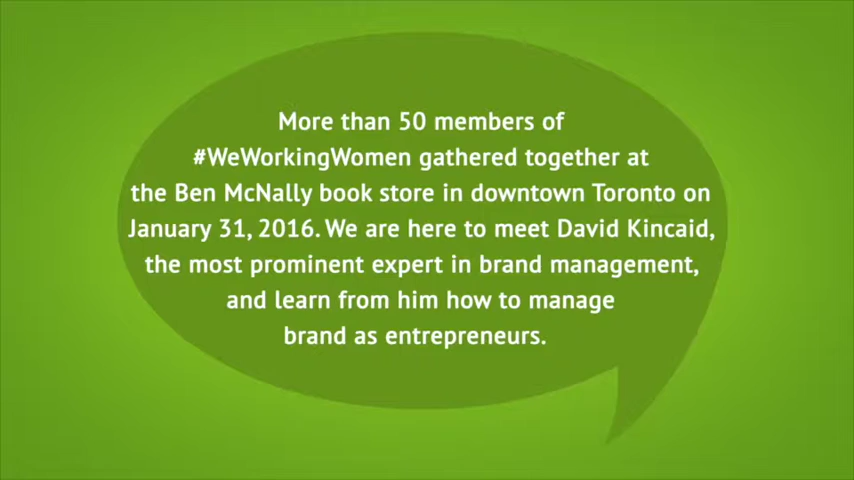 More than 50 members of
#WeWorkingWomen gathered together at
the Ben McNally book store in downtown Toronto on
January 31, 2016. We are here to meet David Kincaid,
the most prominent expert in brand management,
and learn from him how to manage
brand as entrepreneurs.